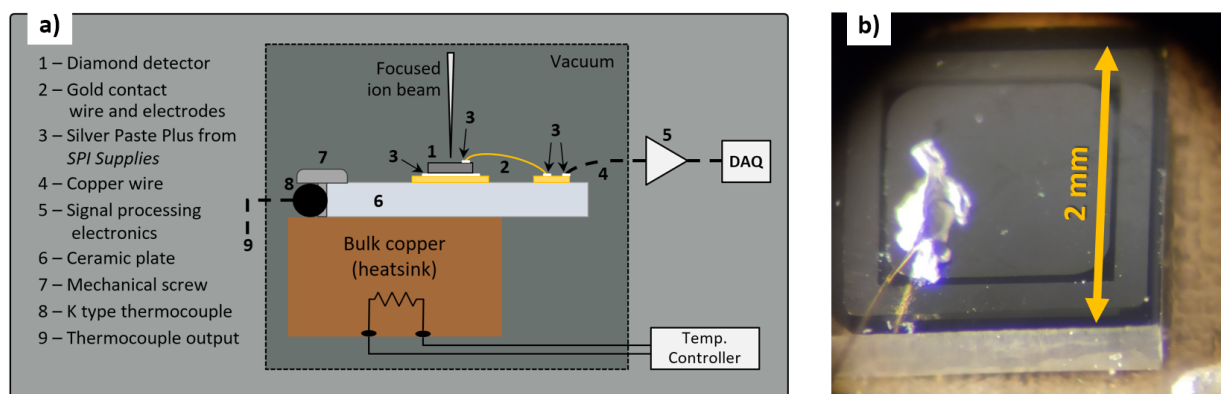 a)
1 – Diamond detector
2 – Gold contact
wire and electrodes
3 – Silver Paste Plus from
SPI Supplies
4 – Copper wire
5 – Signal processing
electronics
6 – Ceramic plate
7 – Mechanical screw
8 – K type thermocouple
9 – Thermocouple output
Focused
ion beam
Vacuum
3
3
3
5
1
2
4
DAQ
7
8
6
9
Bulk copper
(heatsink)
Temp.
Controller
b)
2 mm